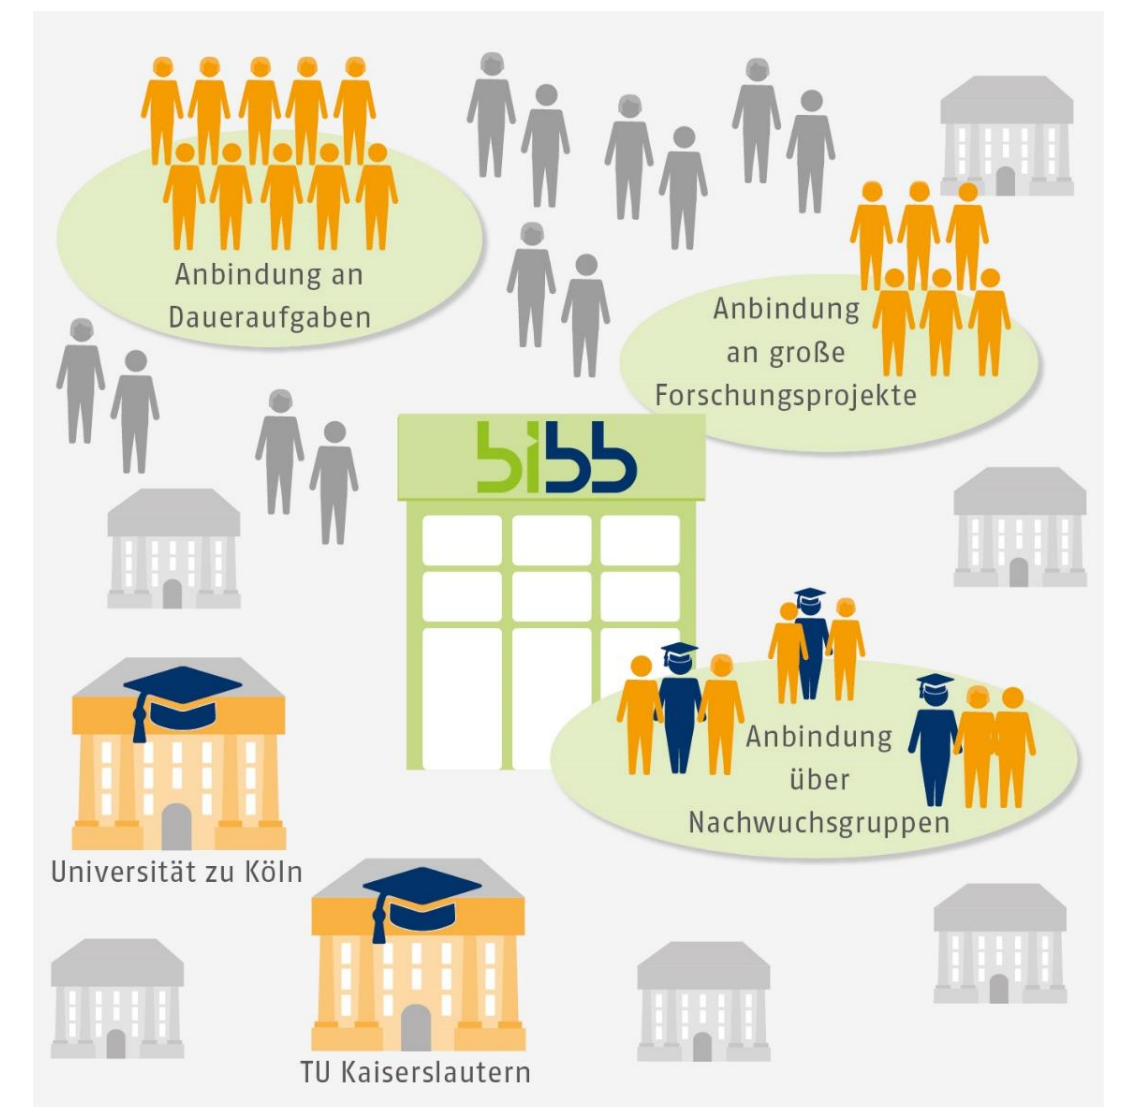 Anbindung an
Daueraufgaben
Anbindung
an große
Forschungsprojekte
bibb
Anbindung
über
Nachwuchsgruppen
Universität zu Köln
TU Kaiserslautern